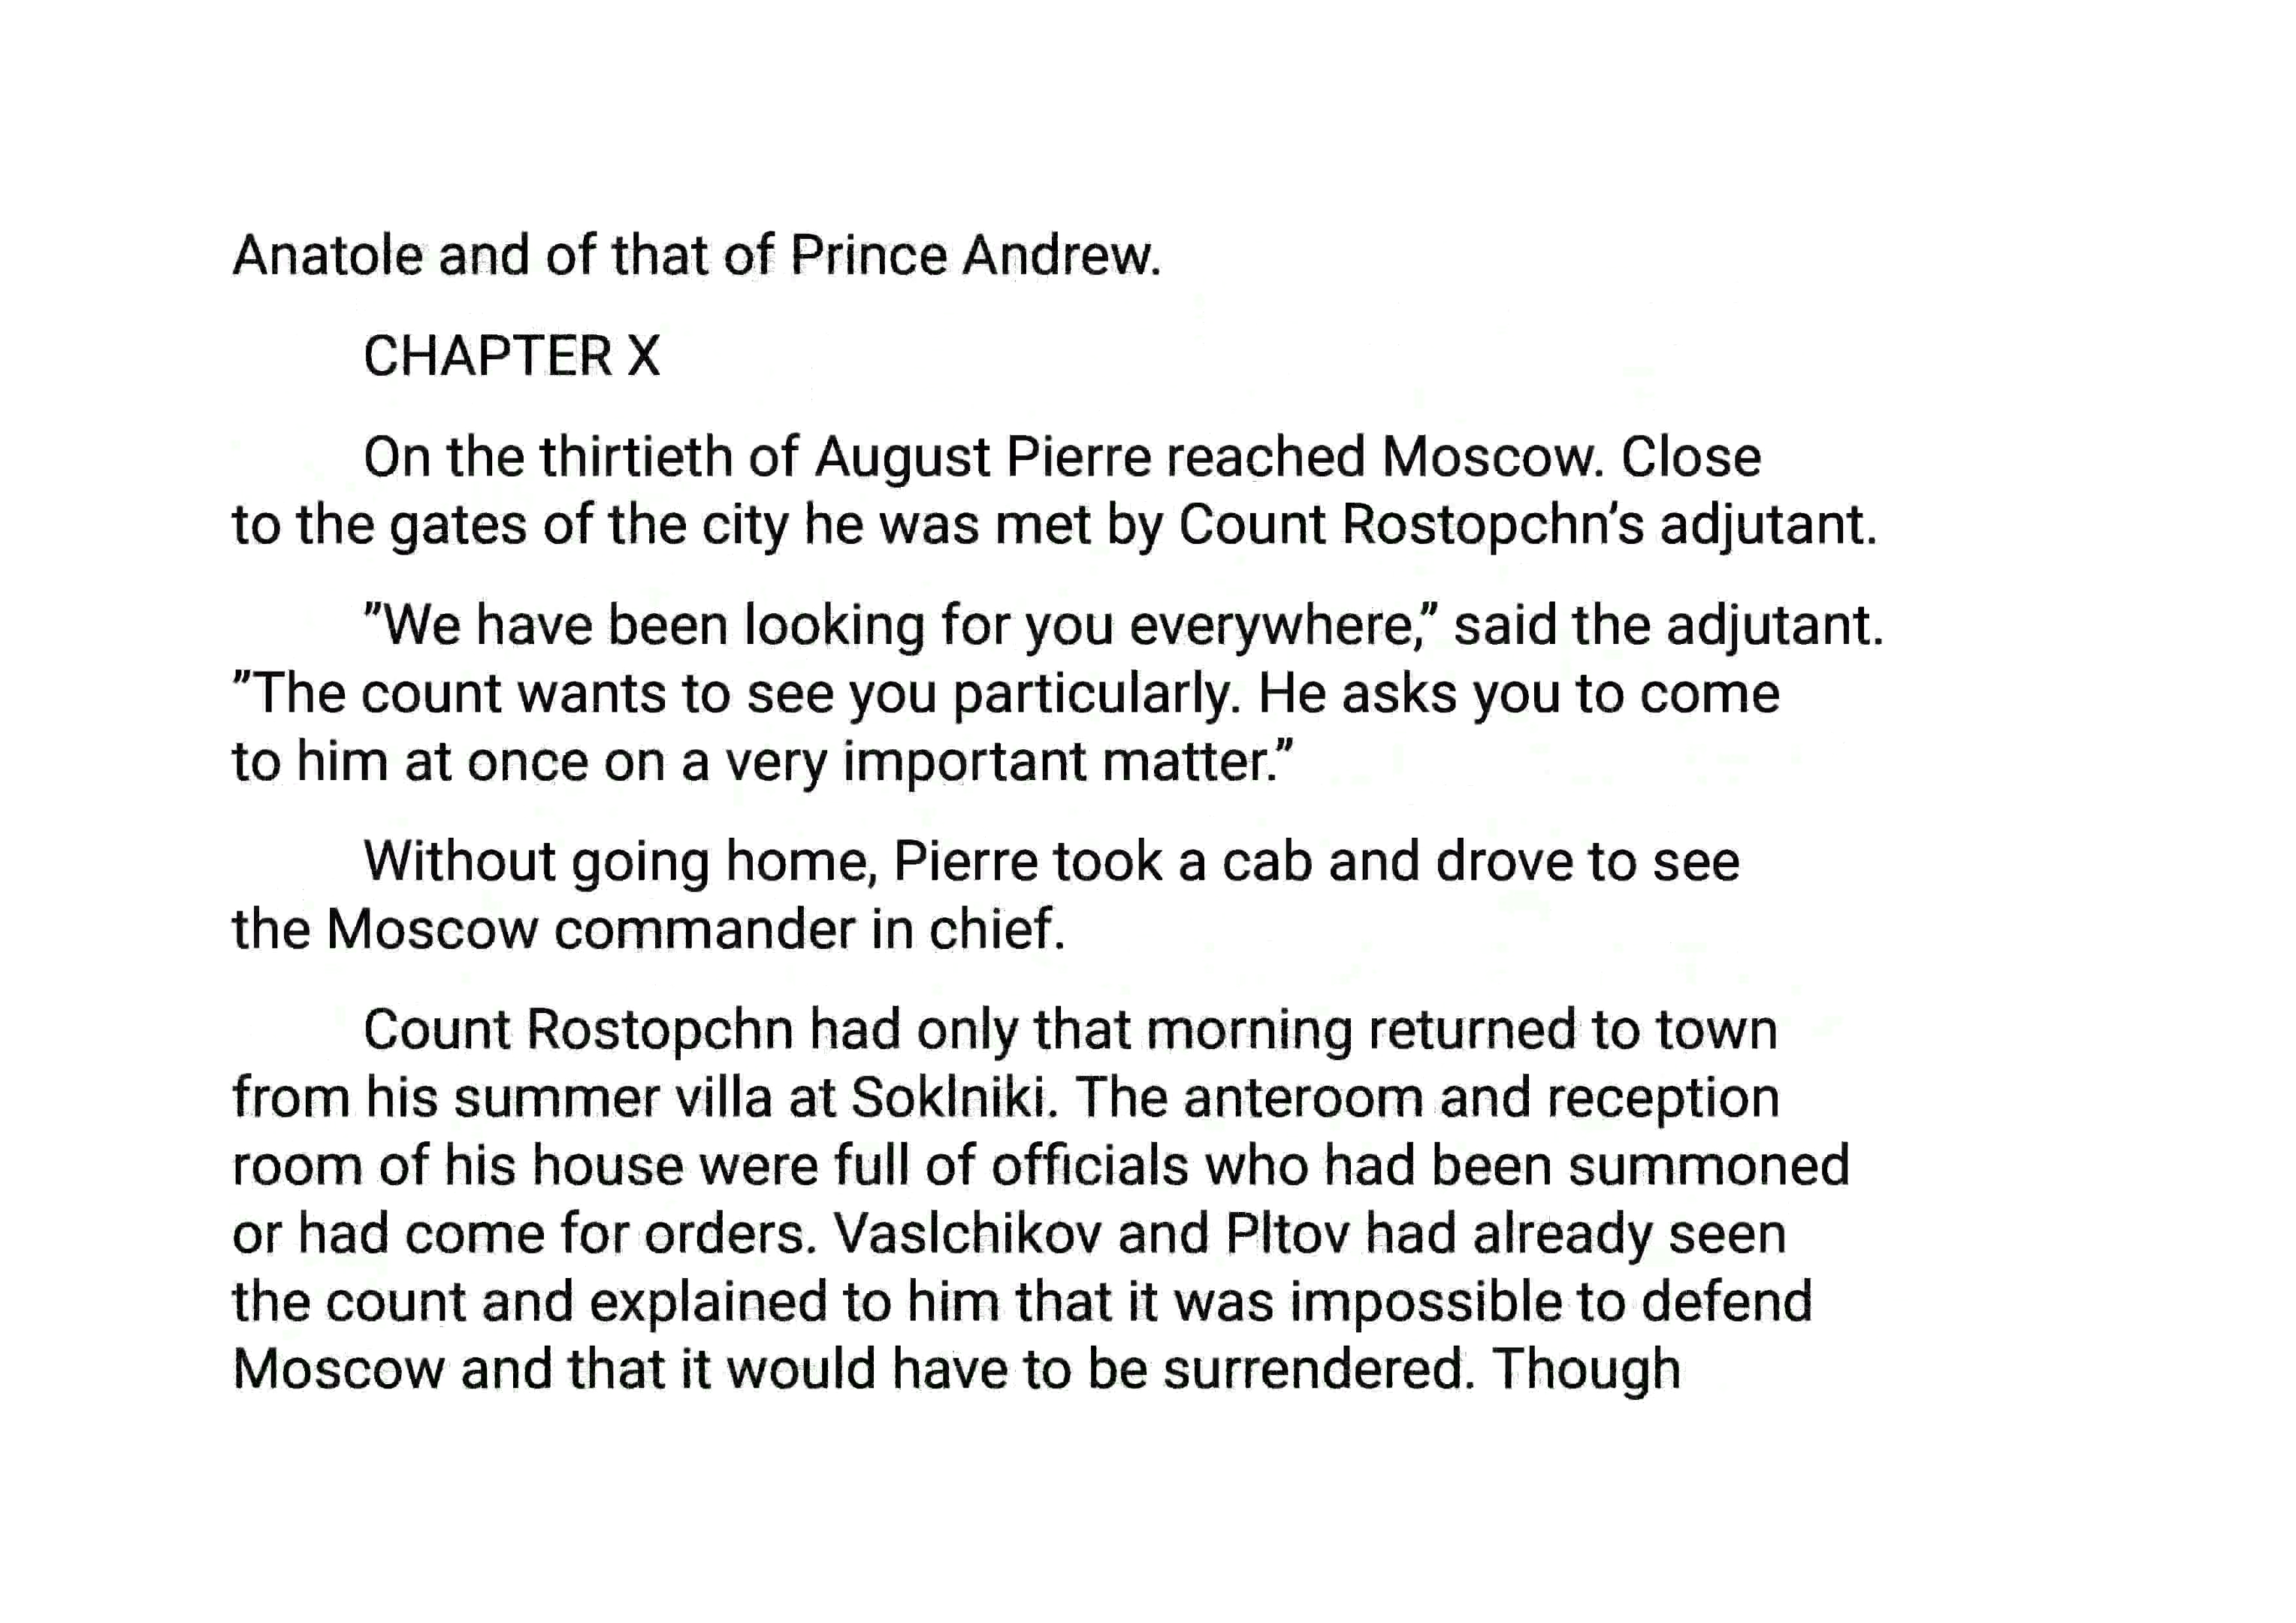 Anatole and of that of Prince Andrew.
CHAPTER X
On the thirtieth of August Pierre reached Moscow. Close
to the gates of the city he was met by Count Rostopchn’s adjutant.
”We have been looking for you everywhere,” said the adjutant.
”The count wants to see you particularly. He asks you to come
to him at once on a very important matter.”
Without going home, Pierre took a cab and drove to see
the Moscow commander in chief.
Count Rostopchn had only that morning returned to town
from his summer villa at Soklniki. The anteroom and reception
room of his house were full of officials who had been summoned
or had come for orders. Vaslchikov and Pltov had already seen
the count and explained to him that it was impossible to defend
Moscow and that it would have to be surrendered. Though